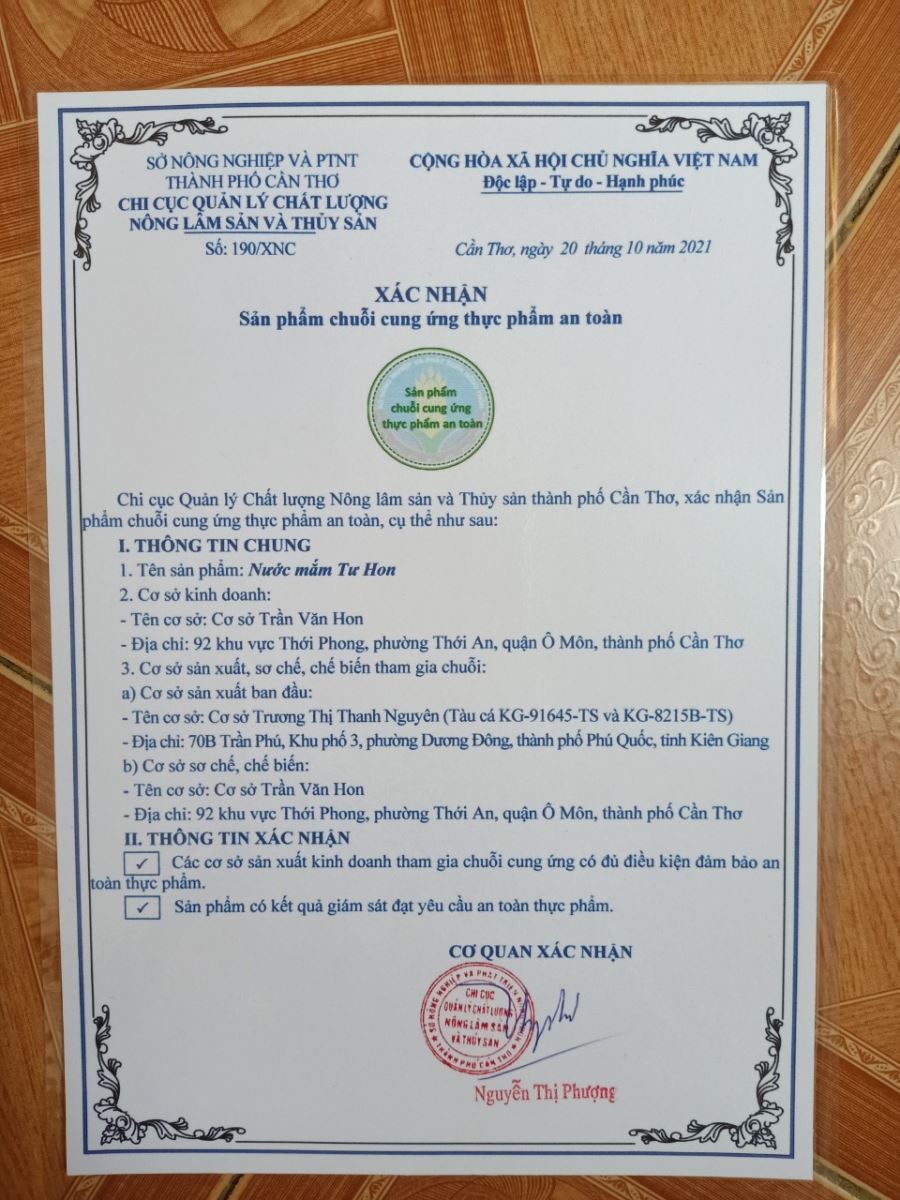 SỞ NÔNG NGHIỆP VÀ PTNT
THÀNH PHỐ CẦN THƠ
CHI CỤC QUẢN LÝ CHẤT LƯỢNG
NÔNG LÂM SẢN VÀ THỦY SẢN
Số: 190/XNC
CỘNG HÒA XÃ HỘI CHỦ NGHĨA VIỆT NAM
Độc lập - Tự do - Hạnh phúc
Cần Thơ, ngày 20 tháng 10 năm 2021
XÁC NHẬN
Sản phẩm chuỗi cung ứng thực phẩm an toàn
Sản phẩm
chuỗi cung ứng
thực phẩm an toàn
Chi cục Quản lý Chất lượng Nông lâm sản và Thủy sản thành phố Cần Thơ, xác nhận Sản
phẩm chuỗi cung ứng thực phẩm an toàn, cụ thể như sau:
I. THÔNG TIN CHUNG
1. Tên sản phẩm: Nước mắm Tư Hon
2. Cơ sở kinh doanh:
- Tên cơ sở: Cơ sở Trần Văn Hon
- Địa chỉ: 92 khu vực Thới Phong, phường Thới An, quận Ô Môn, thành phố Cần Thơ
3. Cơ sở sản xuất, sơ chế, chế biến tham gia chuỗi:
a) Cơ sở sản xuất ban đầu:
- Tên cơ sở: Cơ sở Trương Thị Thanh Nguyên (Tàu cá KG-91645-TS và KG-8215B-TS)
- Địa chỉ: 70B Trần Phú, Khu phố 3, phường Dương Đông, thành phố Phú Quốc, tỉnh Kiên Giang
b) Cơ sở sơ chế, chế biến:
- Tên cơ sở: Cơ sở Trần Văn Hon
- Địa chỉ: 92 khu vực Thới Phong, phường Thới An, quận Ô Môn, thành phố Cần Thơ
II. THÔNG TIN XÁC NHẬN
✓ Các cơ sở sản xuất kinh doanh tham gia chuỗi cung ứng có đủ điều kiện đảm bảo an
toàn thực phẩm.
✓ Sản phẩm có kết quả giám sát đạt yêu cầu an toàn thực phẩm.
CƠ QUAN XÁC NHẬN
SỞ NÔNG NGHIỆP VÀ PHÁT TRIỂN NÔNG THÔN
CHI CỤC
QUẢN LÝ CHẤT LƯỢNG
NÔNG LÂM SẢN
VÀ THỦY SẢN
THÀNH PHỐ CẦN THƠ
Nguyễn Thị Phượng